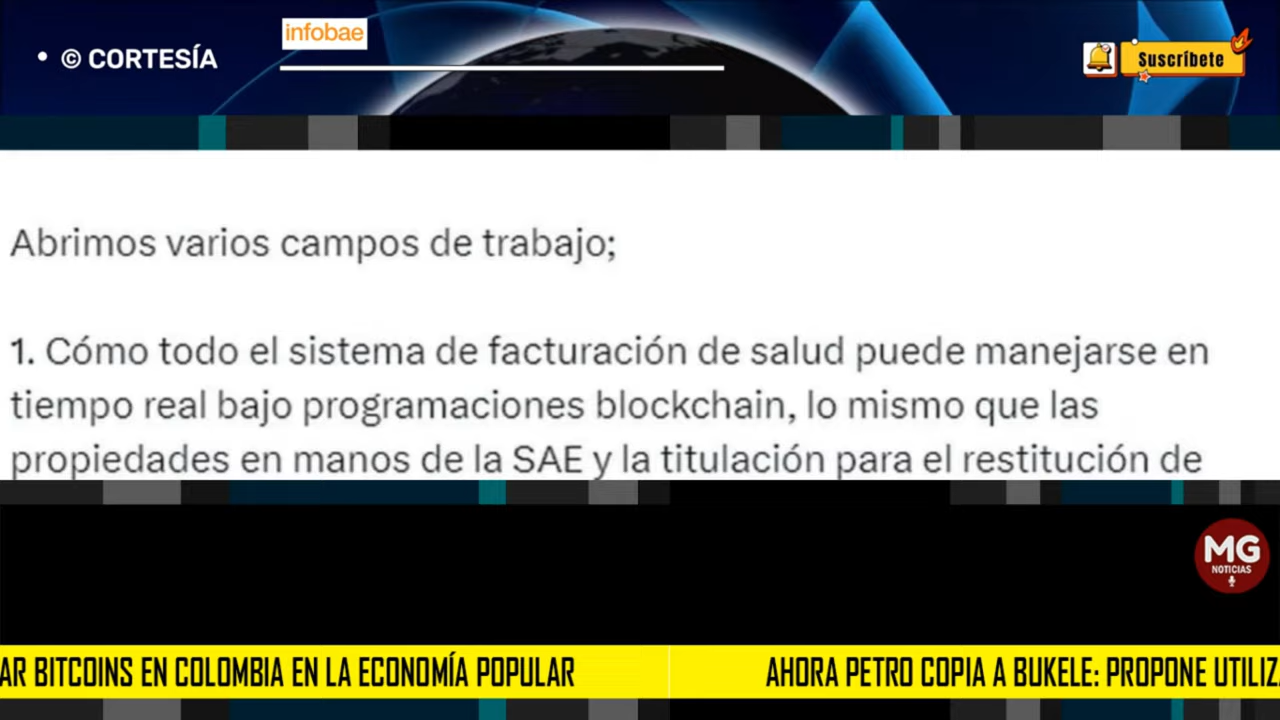 • © CORTESÍA
infobae
Suscríbete
Abrimos varios campos de trabajo;
1. Cómo todo el sistema de facturación de salud puede manejarse en
tiempo real bajo programaciones blockchain, lo mismo que las
propiedades en manos de la SAE y la titulación para el restitución de
MG
NOTICIAS
AR BITCOINS EN COLOMBIA EN LA ECONOMÍA POPULAR
AHORA PETRO COPIA A BUKELE: PROPONE UTILIZ